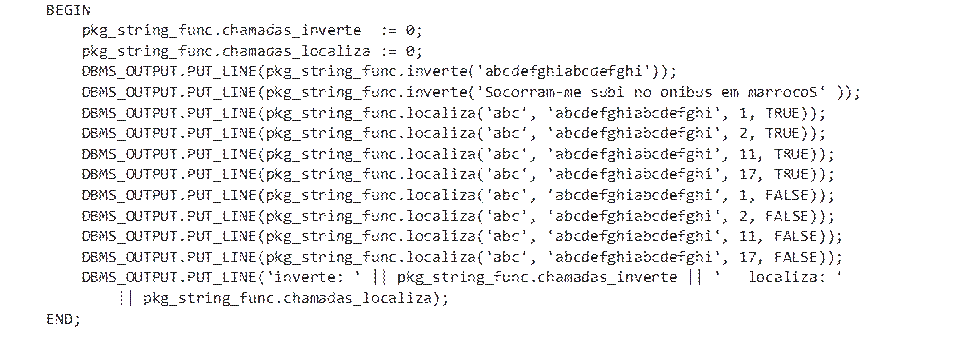 BEGIN
    pkg_string_func.chamadas_inverte  := 0;
    pkg_string_func.chamadas_localiza := 0;
    DBMS_OUTPUT.PUT_LINE(pkg_string_func.inverte('abcdefghiabcdefghi'));
    DBMS_OUTPUT.PUT_LINE(pkg_string_func.inverte('Socorram-me subi no onibus em marrocoS' ));
    DBMS_OUTPUT.PUT_LINE(pkg_string_func.localiza('abc', 'abcdefghiabcdefghi', 1, TRUE));
    DBMS_OUTPUT.PUT_LINE(pkg_string_func.localiza('abc', 'abcdefghiabcdefghi', 2, TRUE));
    DBMS_OUTPUT.PUT_LINE(pkg_string_func.localiza('abc', 'abcdefghiabcdefghi', 11, TRUE));
    DBMS_OUTPUT.PUT_LINE(pkg_string_func.localiza('abc', 'abcdefghiabcdefghi', 17, TRUE));
    DBMS_OUTPUT.PUT_LINE(pkg_string_func.localiza('abc', 'abcdefghiabcdefghi', 1, FALSE));
    DBMS_OUTPUT.PUT_LINE(pkg_string_func.localiza('abc', 'abcdefghiabcdefghi', 2, FALSE));
    DBMS_OUTPUT.PUT_LINE(pkg_string_func.localiza('abc', 'abcdefghiabcdefghi', 11, FALSE));
    DBMS_OUTPUT.PUT_LINE(pkg_string_func.localiza('abc', 'abcdefghiabcdefghi', 17, FALSE));
    DBMS_OUTPUT.PUT_LINE('inverte: ' || pkg_string_func.chamadas_inverte || '   localiza: '
        || pkg_string_func.chamadas_localiza);
END;